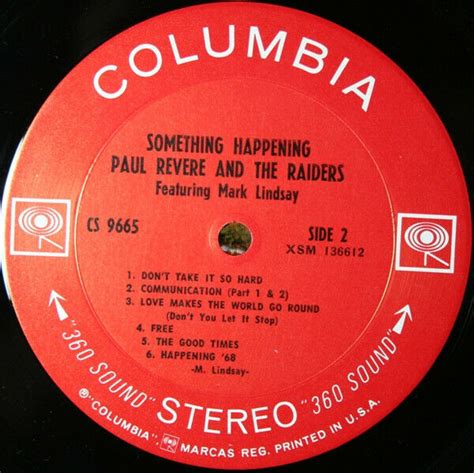 COLUMBIA
SOMETHING HAPPENING
PAUL REVERE AND THE RAIDERS
Featuring Mark Lindsay
CS 9665
SIDE 2
XSM 136612
1. DON'T TAKE IT SO HARD
2. COMMUNICATION (Part 1 & 2)
3. LOVE MAKES THE WORLD GO ROUND
(Don't You Let It Stop)
4. FREE
5. THE GOOD TIMES
6. HAPPENING '68
-M. Lindsay-
"360 SOUND" STEREO "360 SOUND"
℗"COLUMBIA", MARCAS REG. PRINTED IN U.S.A.